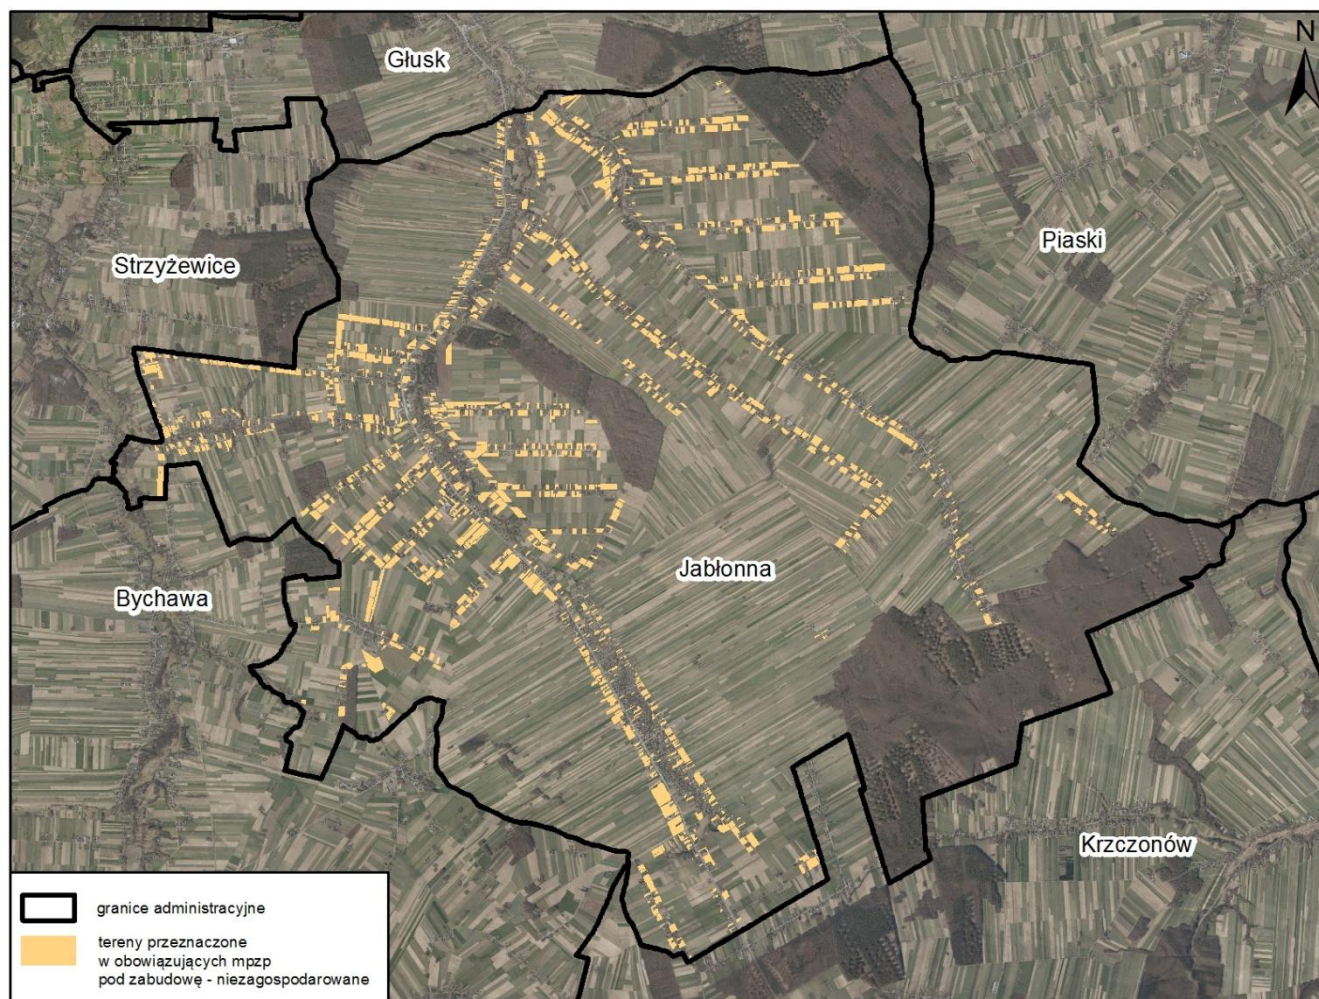 Głusk
N
Strzyżewice
Piaski
Jabłonna
Bychawa
Krzczonów
granice administracyjne
tereny przeznaczone
w obowiązujących mpzp
pod zabudowę - niezagospodarowane